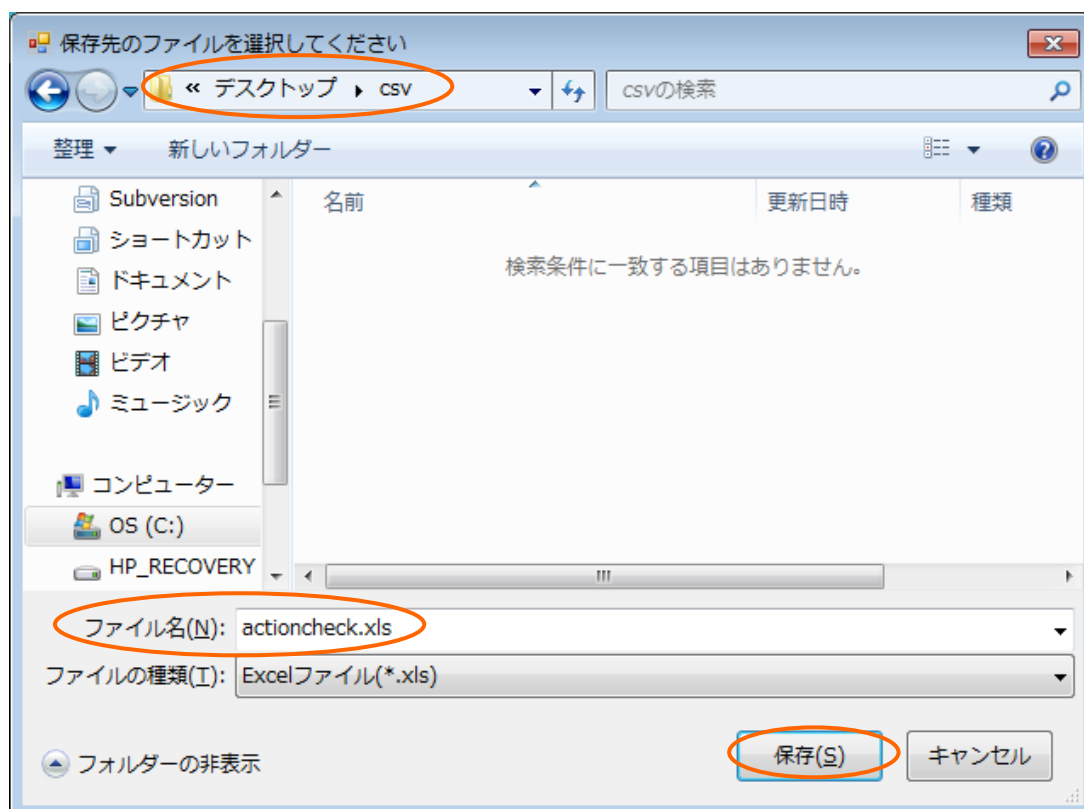 保存先のファイルを選択してください
« デスクトップ ▸ csv
csvの検索
整理 ▼ 新しいフォルダー
Subversion
ショートカット
ドキュメント
ピクチャ
ビデオ
ミュージック
コンピューター
OS (C:)
HP_RECOVERY
名前 更新日時 種類
検索条件に一致する項目はありません。
ファイル名(N): actioncheck.xls
ファイルの種類(T): Excelファイル(*.xls)
フォルダーの非表示
保存(S) キャンセル